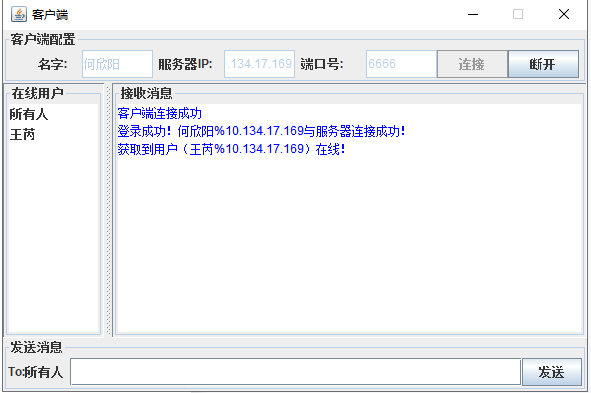 客户端
客户端配置
名字: 何欣阳 服务器IP: .134.17.169 端口号: 6666 连接 断开
在线用户
所有人
王芮
接收消息
客户端连接成功
登录成功！何欣阳%10.134.17.169与服务器连接成功！
获取到用户（王芮%10.134.17.169）在线！
发送消息
To:所有人 发送